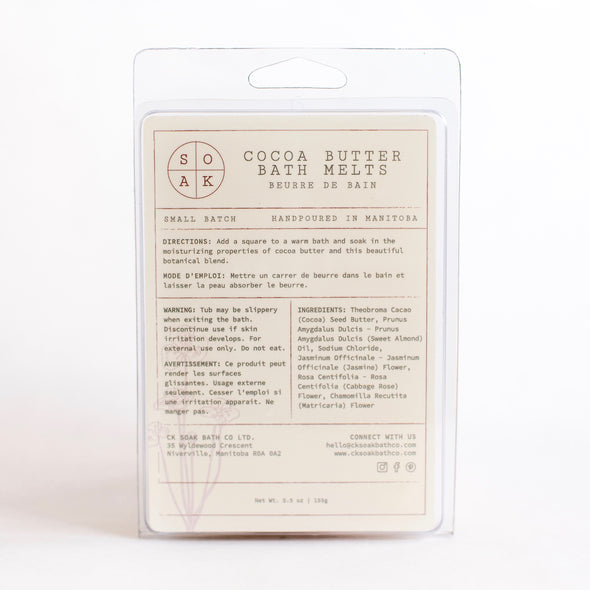 SO
AK
COCOA BUTTER
BATH MELTS
BEURRE DE BAIN
SMALL BATCH HANDPOURED IN MANITOBA
DIRECTIONS: Add a square to a warm bath and soak in the
moisturizing properties of cocoa butter and this beautiful
botanical blend.
MODE D'EMPLOI: Mettre un carrer de beurre dans le bain et
laisser la peau absorber le beurre.
WARNING: Tub may be slippery
when exiting the bath.
Discontinue use if skin
irritation develops. For
external use only. Do not eat.
AVERTISSEMENT: Ce produit peut
render les surfaces
glissantes. Usage externe
seulement. Cesser l'emploi si
une irritation apparait. Ne
manger pas.
INGREDIENTS: Theobroma Cacao
(Cocoa) Seed Butter, Prunus
Amygdalus Dulcis - Prunus
Amygdalus Dulcis (Sweet Almond)
Oil, Sodium Chloride,
Jasminum Officinale - Jasminum
Officinale (Jasmine) Flower,
Rosa Centifolia - Rosa
Centifolia (Cabbage Rose)
Flower, Chamomilla Recutita
(Matricaria) Flower
CK SOAK BATH CO LTD.
35 Wyldewood Crescent
Niverville, Manitoba R0A 0A2
CONNECT WITH US
hello@cksoakbathco.com
www.cksoakbathco.com
Net Wt. 5.5 oz | 155g